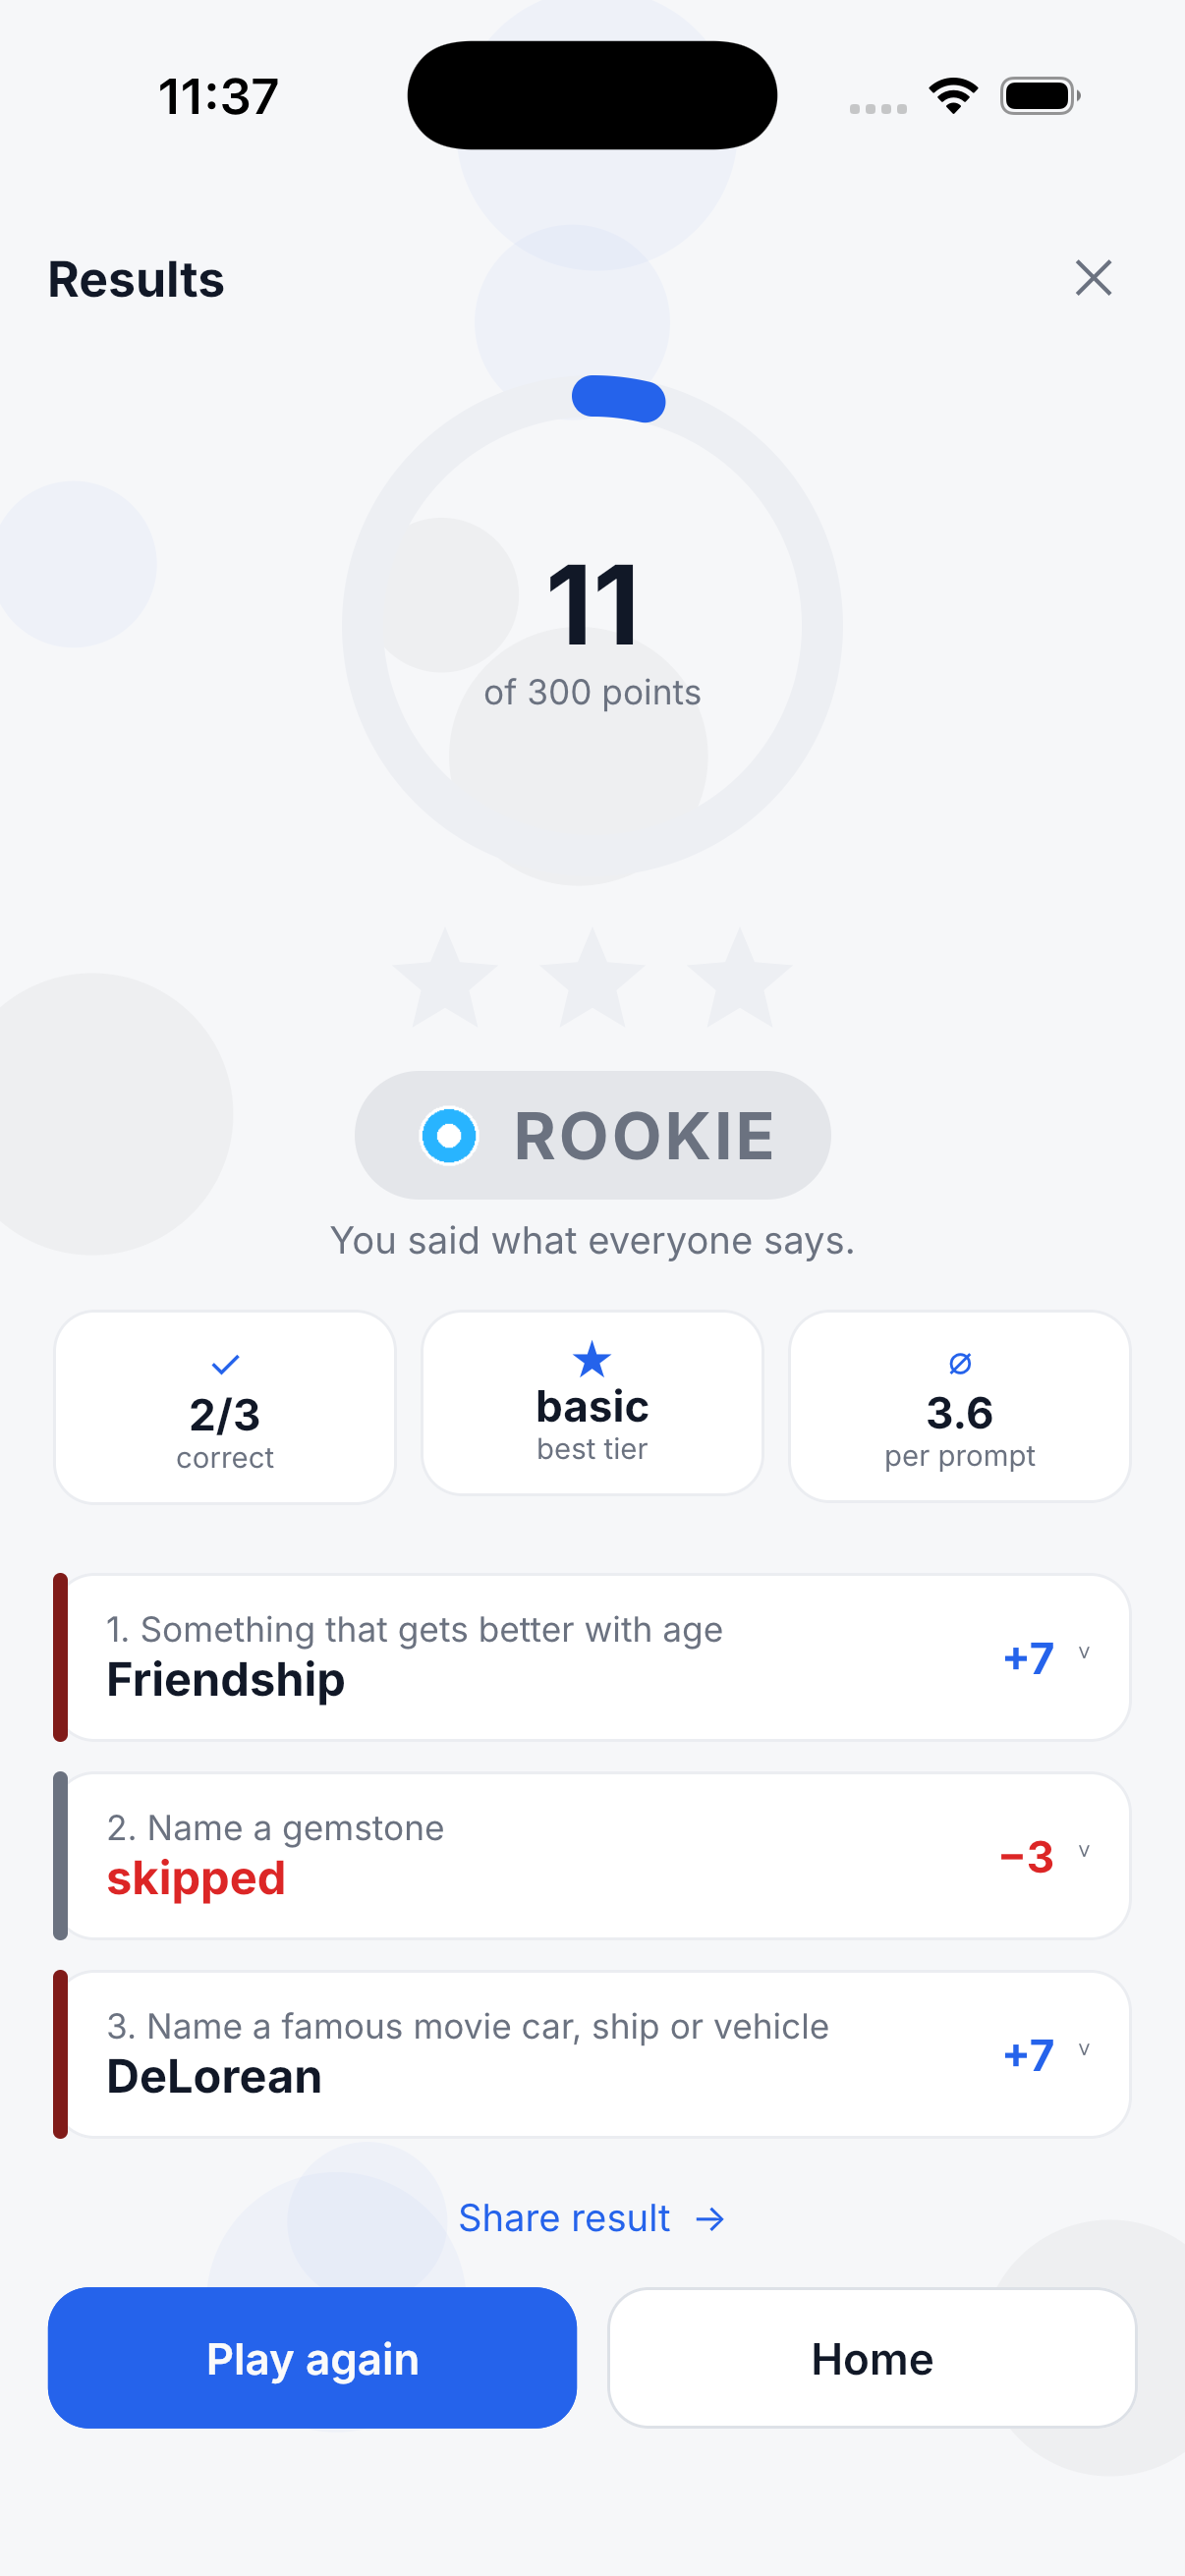 11:37
Results
11
of 300 points
ROOKIE
You said what everyone says.
2/3
correct
basic
best tier
3.6
per prompt
1. Something that gets better with age
Friendship
+7
2. Name a gemstone
skipped
−3
3. Name a famous movie car, ship or vehicle
DeLorean
+7
Share result →
Play again
Home